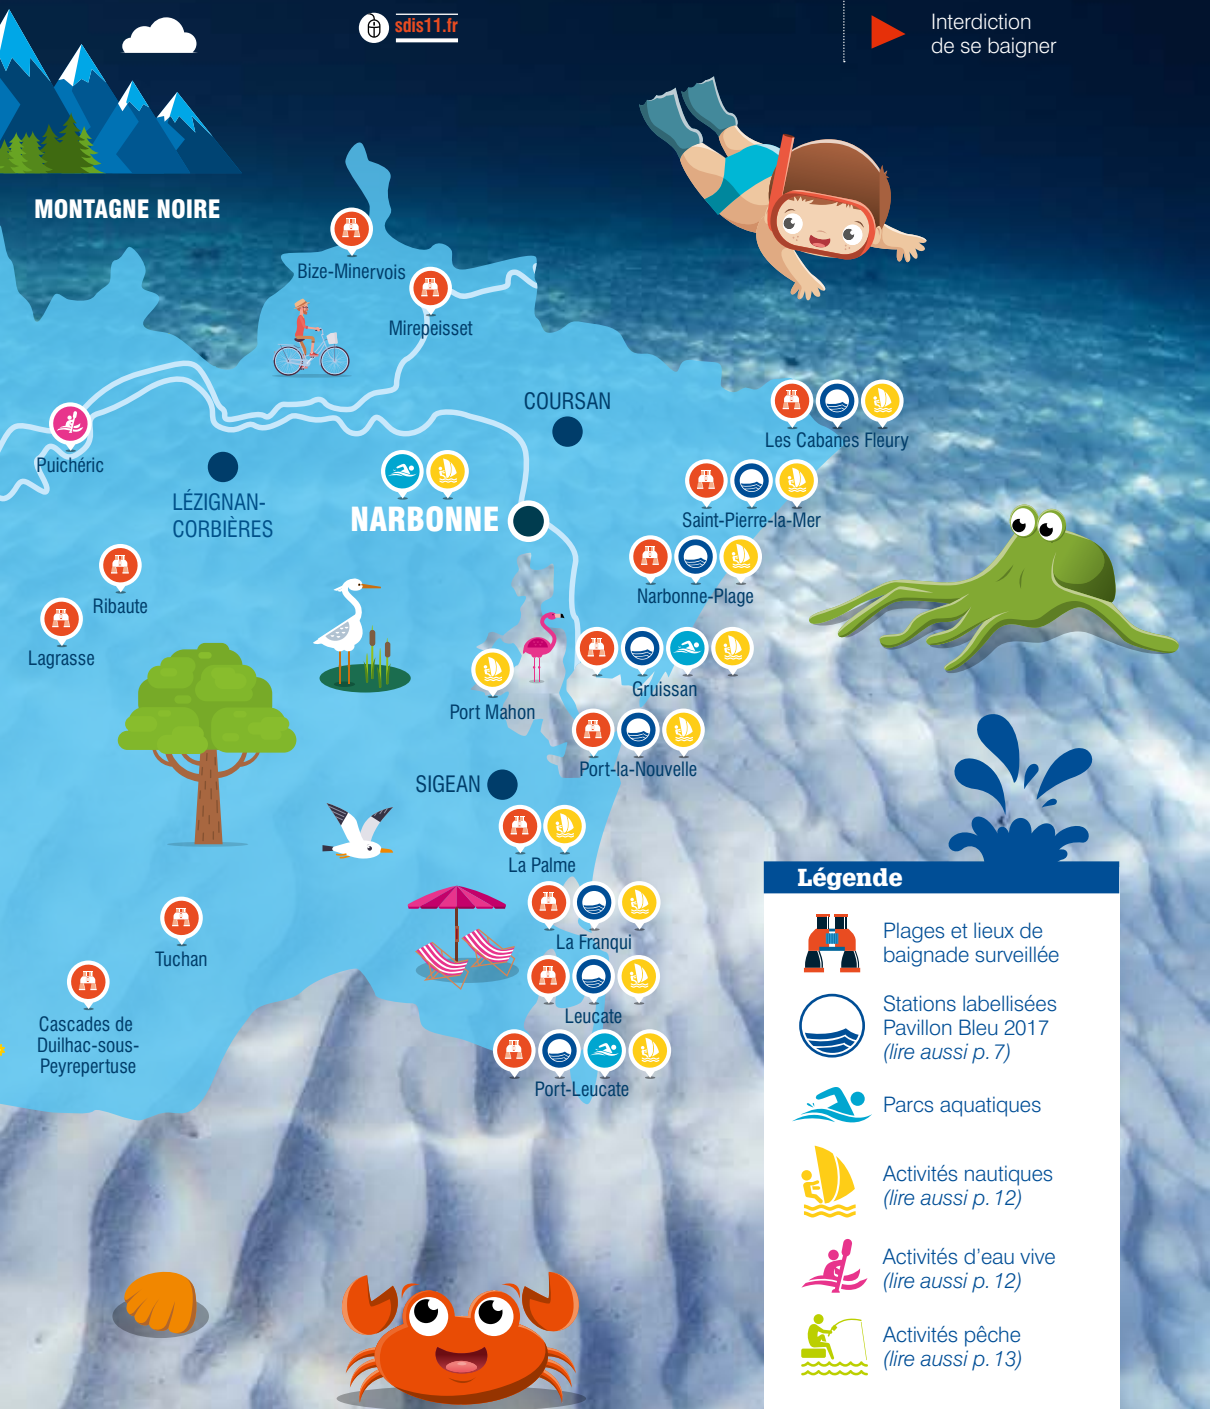 sdis11.fr
Interdiction
de se baigner
MONTAGNE NOIRE
Bize-Minervois
Mirepeisset
COURSAN
Les Cabanes Fleury
Puichéric
LÉZIGNAN-
CORBIÈRES
NARBONNE
Saint-Pierre-la-Mer
Narbonne-Plage
Ribaute
Lagrasse
Gruissan
Port Mahon
Port-la-Nouvelle
SIGEAN
La Palme
La Franqui
Tuchan
Leucate
Cascades de
Duilhac-sous-
Peyrepertuse
Port-Leucate
Légende
Plages et lieux de
baignade surveillée
Stations labellisées
Pavillon Bleu 2017
(lire aussi p. 7)
Parcs aquatiques
Activités nautiques
(lire aussi p. 12)
Activités d'eau vive
(lire aussi p. 12)
Activités pêche
(lire aussi p. 13)